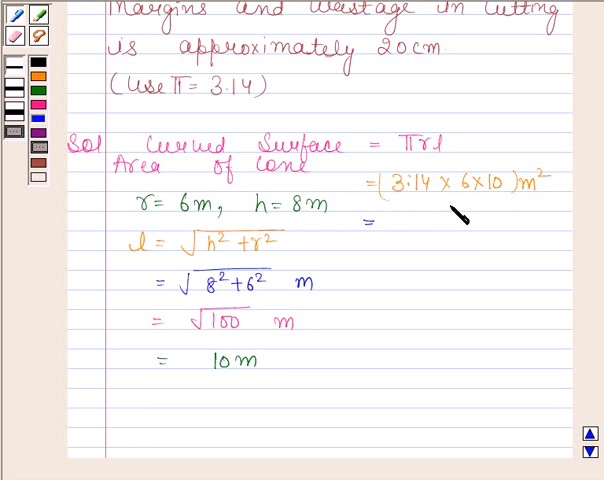 Margins and wastage in cutting
is approximately 20cm
(Use π = 3.14)
Sol Curved Surface = πrl
Area of Cone
= (3.14 × 6 × 10) m²
r = 6m, h = 8m
=
l = √h² + r²
= √8² + 6² m
= √100 m
= 10m